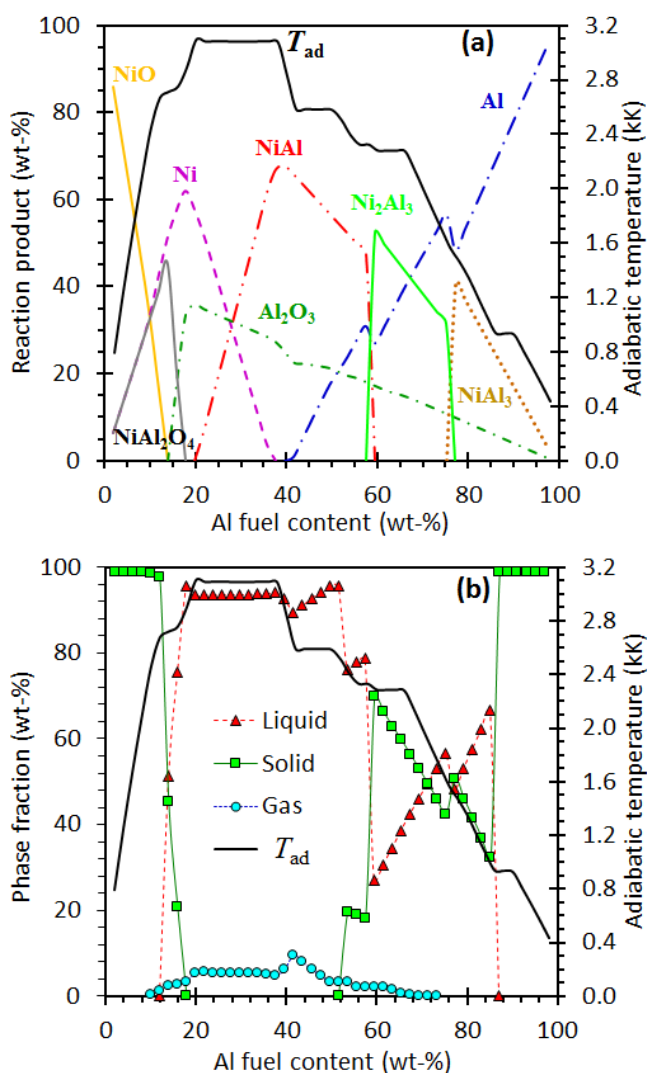 100
3.2
NiO
T_ad
(a)
2.8
80
Al
2.4
Ni
NiAl
Ni₂Al₃
2.0
60
1.6
40
Al₂O₃
1.2
0.8
20
NiAl₃
0.4
NiAl₂O₄
0
0.0
0 20 40 60 80 100
Reaction product (wt-%)
Adiabatic temperature (kK)
Al fuel content (wt-%)
100
3.2
(b)
2.8
80
2.4
Liquid
2.0
60
Solid
1.6
Gas
40
1.2
T_ad
0.8
20
0.4
0
0.0
0 20 40 60 80 100
Phase fraction (wt-%)
Adiabatic temperature (kK)
Al fuel content (wt-%)